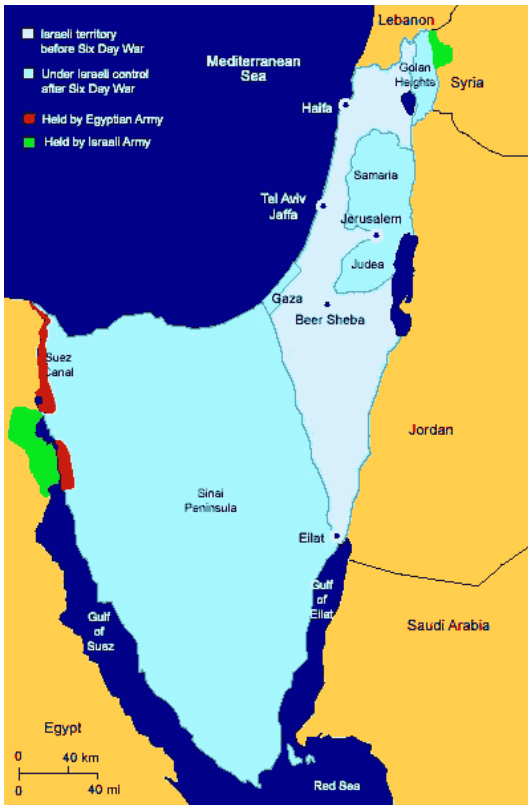 Israeli territory
before Six Day War
Under Israeli control
after Six Day War
Held by Egyptian Army
Held by Israeli Army
Mediterranean
Sea
Lebanon
Golan
Heights
Syria
Haifa
Samaria
Tel Aviv
Jaffa
Jerusalem
Judea
Gaza
Beer Sheba
Suez
Canal
Jordan
Sinai
Peninsula
Eilat
Gulf
of
Eilat
Gulf
of
Suez
Saudi Arabia
Egypt
0 40 km
0 40 mi
Red Sea